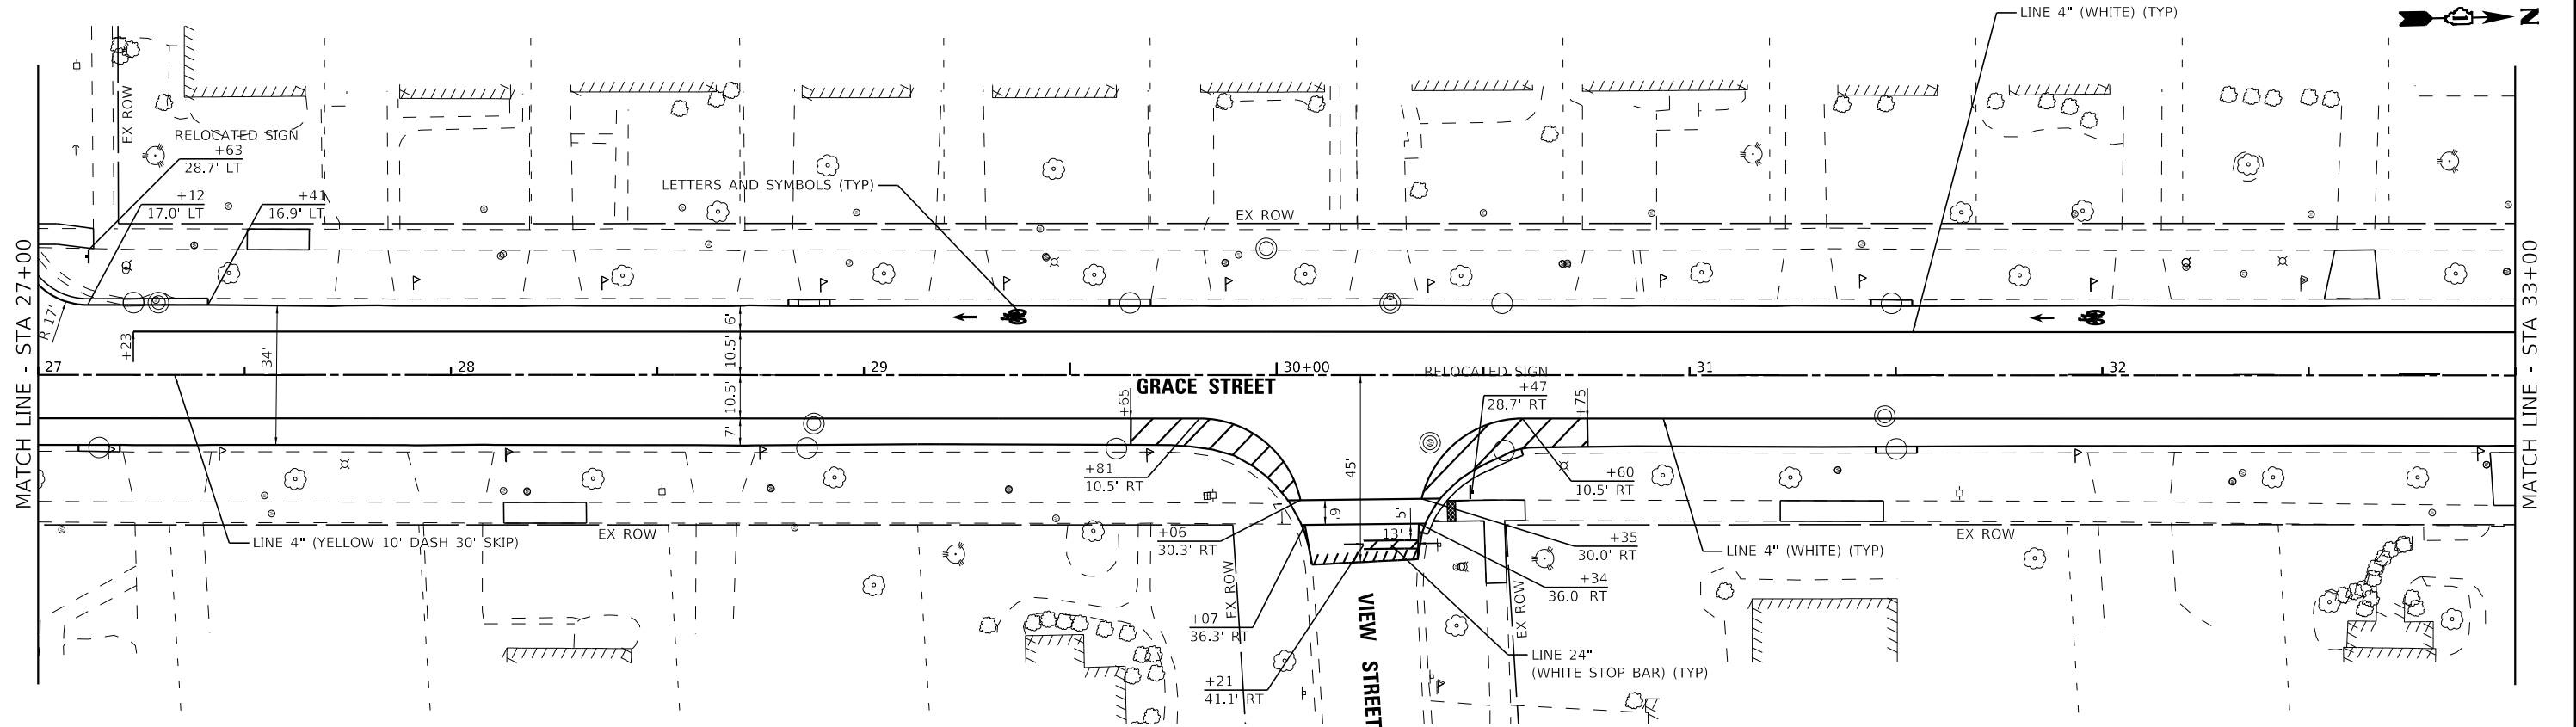 LINE 4" (WHITE) (TYP)
N
EX ROW
RELOCATED SIGN
+63
28.7' LT
+12
17.0' LT
+41
16.9' LT
LETTERS AND SYMBOLS (TYP)
EX ROW
MATCH LINE - STA 27+00
MATCH LINE - STA 33+00
R 17'
+23
34'
6'
10.5'
10.5'
7'
27
28
29
30+00
31
32
GRACE STREET
RELOCATED SIGN
+47
28.7' RT
+65
+75
45'
+81
10.5' RT
+60
10.5' RT
6'
5'
13'
LINE 4" (YELLOW 10' DASH 30' SKIP)
EX ROW
+06
30.3' RT
+35
30.0' RT
LINE 4" (WHITE) (TYP)
EX ROW
+34
36.0' RT
EX ROW
EX ROW
+07
36.3' RT
VIEW STREET
LINE 24"
(WHITE STOP BAR) (TYP)
+21
41.1' RT